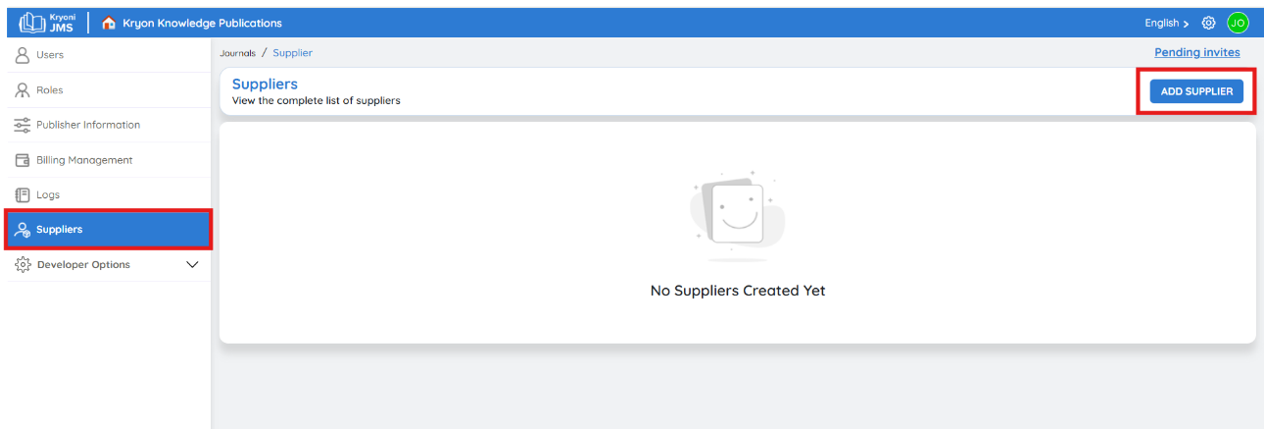 Kryoni
JMS
Kryon Knowledge Publications
English >
JO
Users
Roles
Publisher Information
Billing Management
Logs
Suppliers
Developer Options
Journals / Supplier
Pending invites
Suppliers
View the complete list of suppliers
ADD SUPPLIER
No Suppliers Created Yet